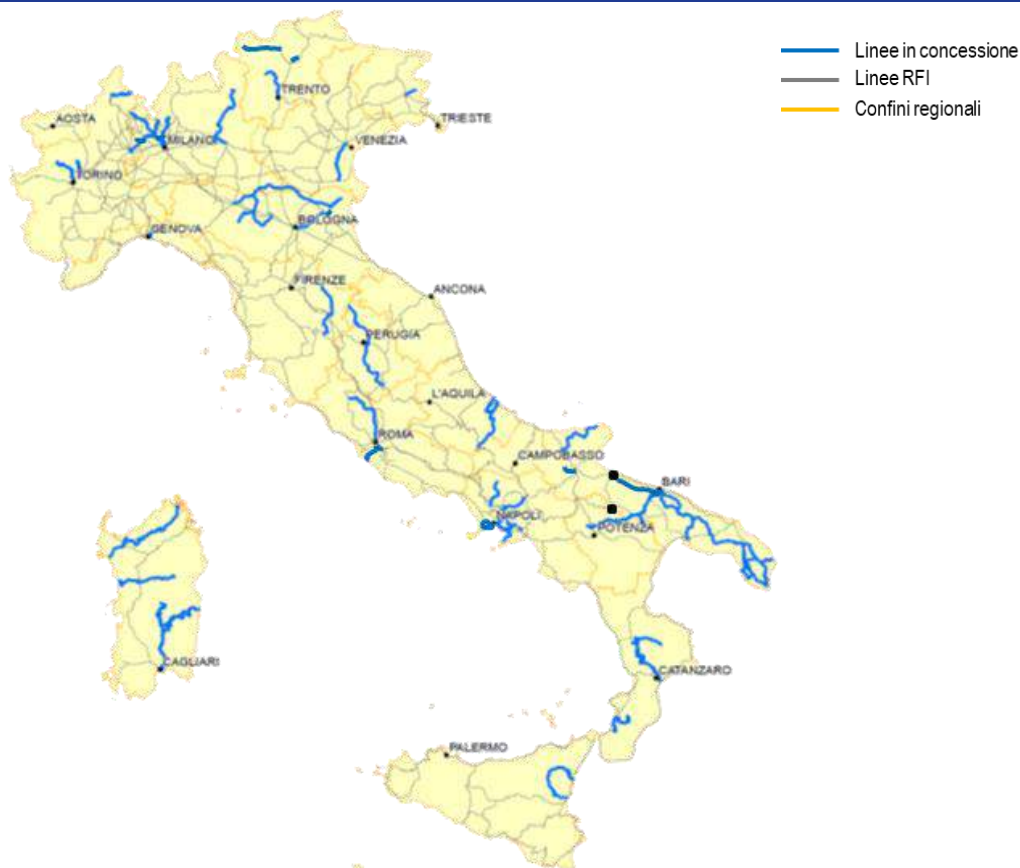 Linee in concessione
Linee RFI
Confini regionali
TRENTO
AOSTA
TRIESTE
MILANO
VENEZIA
TORINO
BOLOGNA
GENOVA
FIRENZE
ANCONA
PERUGIA
L'AQUILA
ROMA
CAMPOBASSO
BARI
NAPOLI
POTENZA
CAGLIARI
CATANZARO
PALERMO